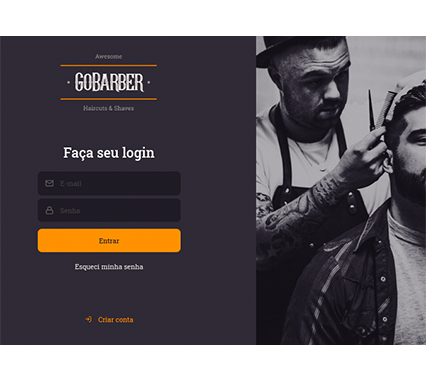 Awesome
GOBARBER
Haircuts & Shaves
Faça seu login
E-mail
Senha
Entrar
Esqueci minha senha
Criar conta